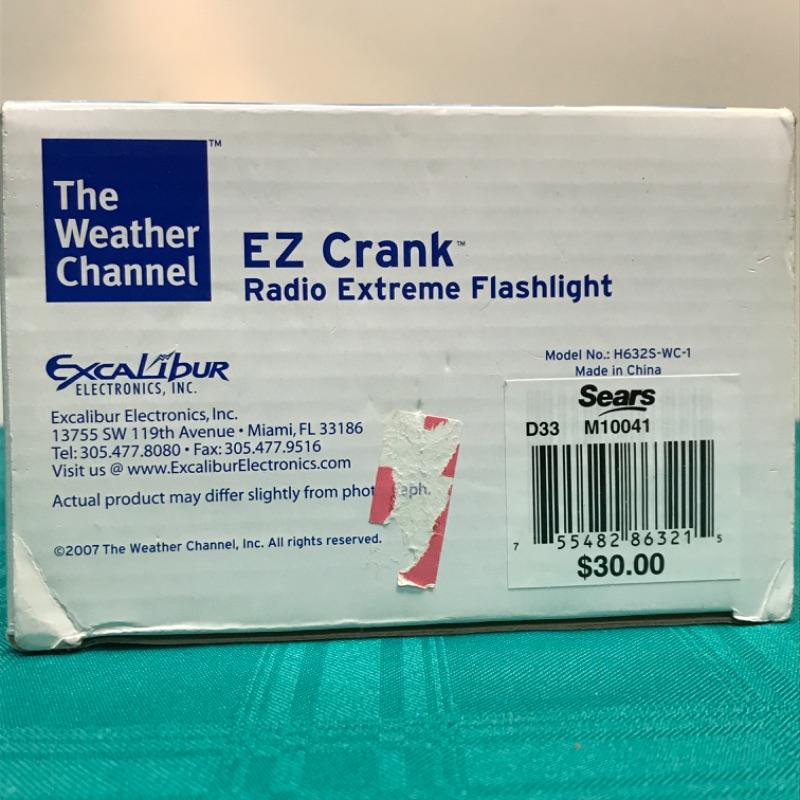 The
Weather
Channel
TM
EZ Crank™
Radio Extreme Flashlight
EXCALIBUR
ELECTRONICS, INC.
Excalibur Electronics, Inc.
13755 SW 119th Avenue • Miami, FL 33186
Tel: 305.477.8080 • Fax: 305.477.9516
Visit us @ www.ExcaliburElectronics.com
Actual product may differ slightly from
©2007 The Weather Channel, Inc. All rights reserved.
Model No.: H632S-WC-1
Made in China
Sears
D33 M10041
7 55482 86321 5
$30.00